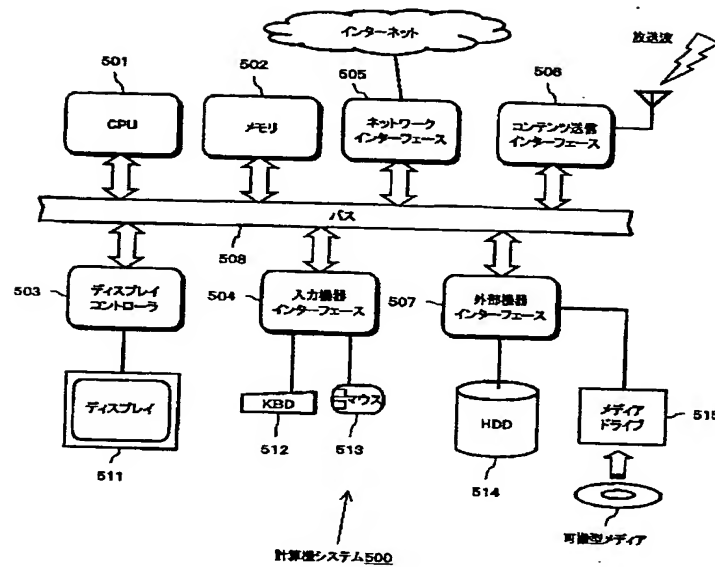 インターネット
放送波
501
502
505
506
CPU
メモリ
ネットワーク
インターフェース
コンテンツ送信
インターフェース
バス
508
503
ディスプレイ
コントローラ
504
入力機器
インターフェース
507
外部機器
インターフェース
ディスプレイ
511
KBD
512
マウス
513
HDD
514
メディア
ドライブ
515
可搬型メディア
計算機システム500